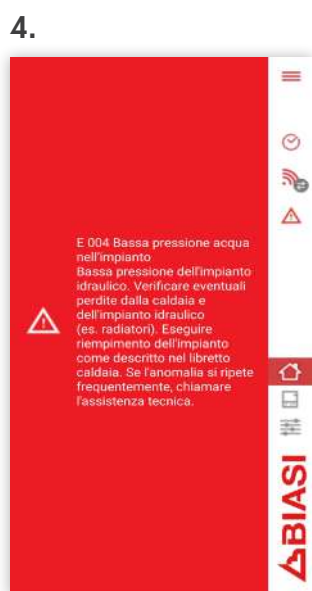 4.
E 004 Bassa pressione acqua
nell'impianto
Bassa pressione dell'impianto
idraulico. Verificare eventuali
perdite dalla caldaia e
dell'impianto idraulico
(es. radiatori). Eseguire
riempimento dell'impianto
come descritto nel libretto
caldaia. Se l'anomalia si ripete
frequentemente, chiamare
l'assistenza tecnica.
BIASI